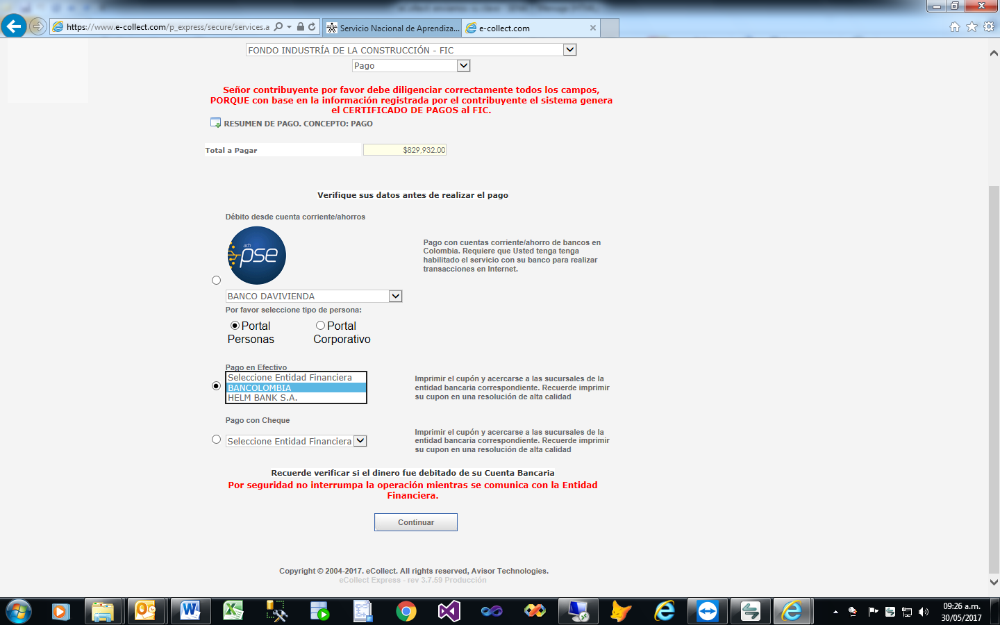 https://www.e-collect.com/p_express/secure/services.a
Servicio Nacional de Aprendiza...
e-collect.com
FONDO INDUSTRÍA DE LA CONSTRUCCIÓN - FIC
Pago
Señor contribuyente por favor debe diligenciar correctamente todos los campos,
PORQUE con base en la información registrada por el contribuyente el sistema genera
el CERTIFICADO DE PAGOS al FIC.
RESUMEN DE PAGO. CONCEPTO: PAGO
Total a Pagar $829,932.00
Verifique sus datos antes de realizar el pago
Débito desde cuenta corriente/ahorros
ach
pse
Pago con cuentas corriente/ahorro de bancos en
Colombia. Requiere que Usted tenga tenga
habilitado el servicio con su banco para realizar
transacciones en Internet.
BANCO DAVIVIENDA
Por favor seleccione tipo de persona:
Portal Personas
Portal Corporativo
Pago en Efectivo
Seleccione Entidad Financiera
BANCOLOMBIA
HELM BANK S.A.
Imprimir el cupón y acercarse a las sucursales de la
entidad bancaria correspondiente. Recuerde imprimir
su cupon en una resolución de alta calidad
Pago con Cheque
Seleccione Entidad Financiera
Imprimir el cupón y acercarse a las sucursales de la
entidad bancaria correspondiente. Recuerde imprimir
su cupon en una resolución de alta calidad
Recuerde verificar si el dinero fue debitado de su Cuenta Bancaria
Por seguridad no interrumpa la operación mientras se comunica con la Entidad
Financiera.
Continuar
Copyright © 2004-2017. eCollect. All rights reserved, Avisor Technologies.
eCollect Express - rev 3.7.59 Producción
09:26 a.m.
30/05/2017